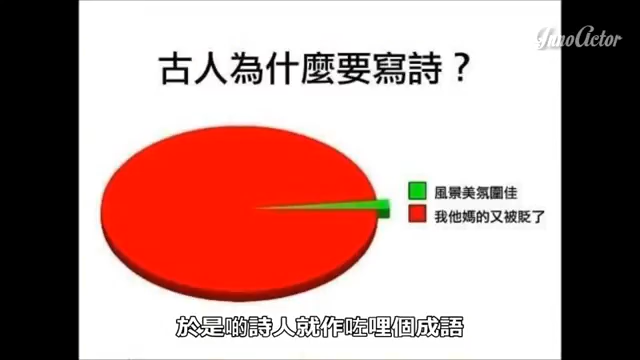 InnoActor
古人為什麼要寫詩？
風景美氛圍佳
我他媽的又被貶了
於是啲詩人就作咗哩個成語